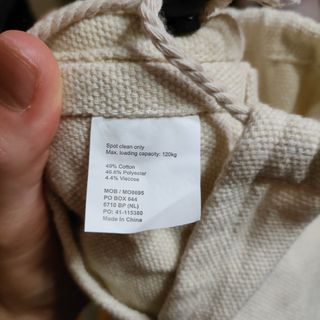 Spot clean only
Max. loading capacity: 120kg
49% Cotton
46.6% Polyester
4.4% Viscose
MOB / MO8695
PO BOX 644
6710 BP (NL)
PO: 41-115380
Made In China